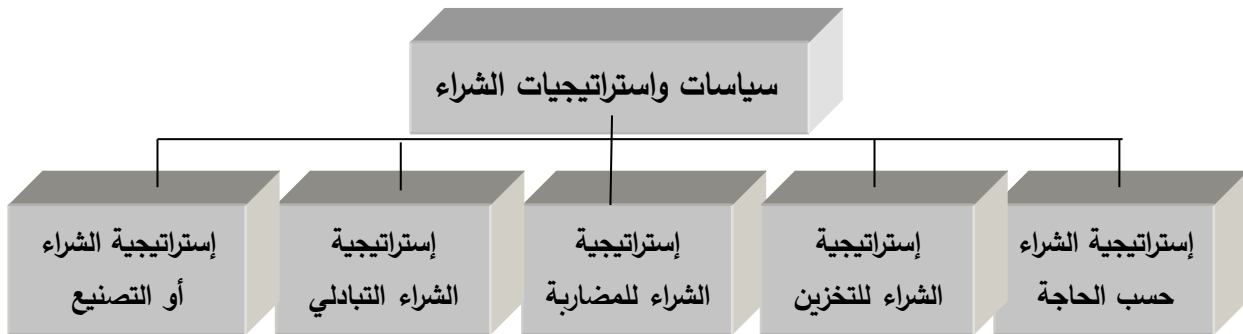 سياسات واستراتيجيات الشراء
إستراتيجية الشراء
حسب الحاجة
إستراتيجية
الشراء للتخزين
إستراتيجية
الشراء للمضاربة
إستراتيجية
الشراء التبادلي
إستراتيجية الشراء
أو التصنيع